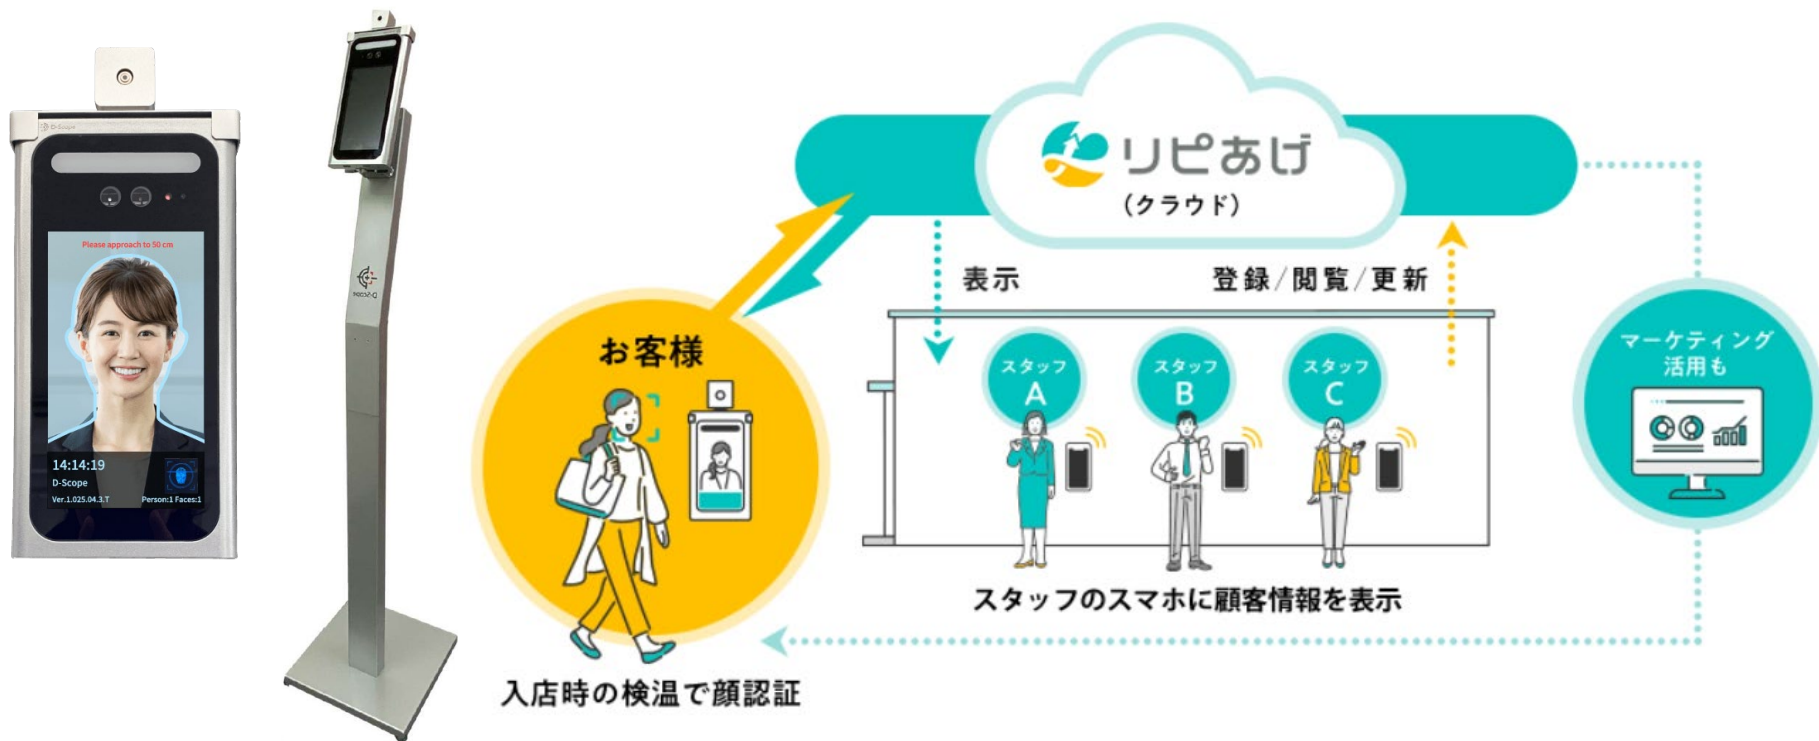 D-Scope
Please approach to 50 cm
14:14:19
D-Scope
Ver.1.025.04.3.T
Person:1 Faces:1
D-SCOPE
リピあげ
(クラウド)
表示
登録/閲覧/更新
お客様
スタッフ
A
スタッフ
B
スタッフ
C
マーケティング
活用も
スタッフのスマホに顧客情報を表示
入店時の検温で顔認証